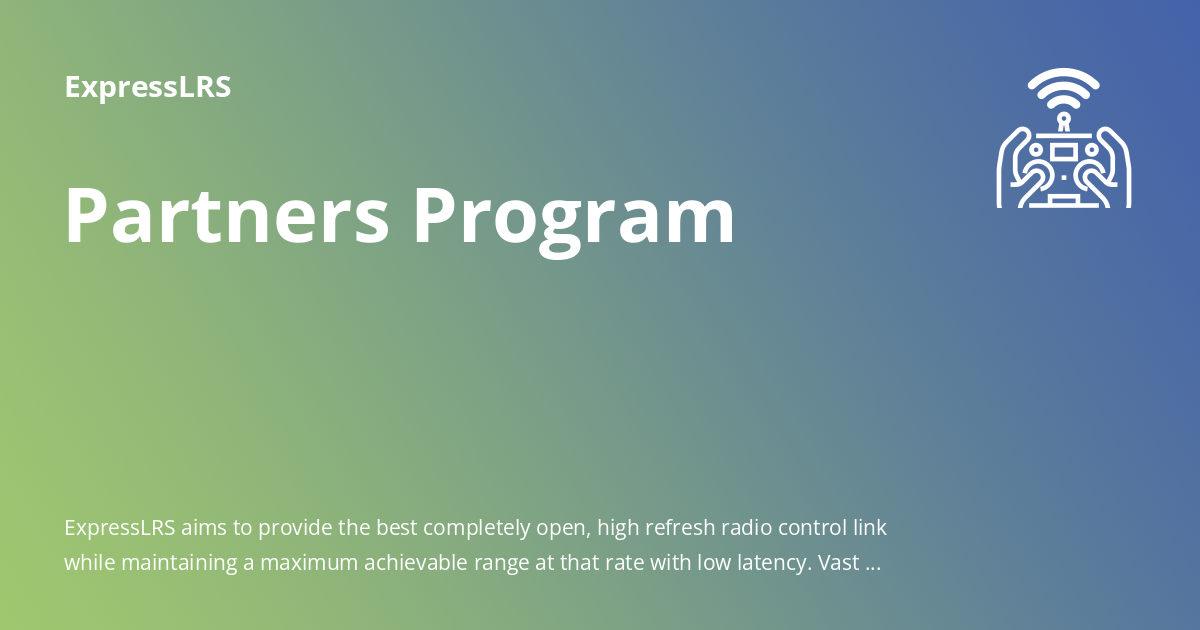 ExpressLRS
Partners Program
ExpressLRS aims to provide the best completely open, high refresh radio control link
while maintaining a maximum achievable range at that rate with low latency. Vast ...